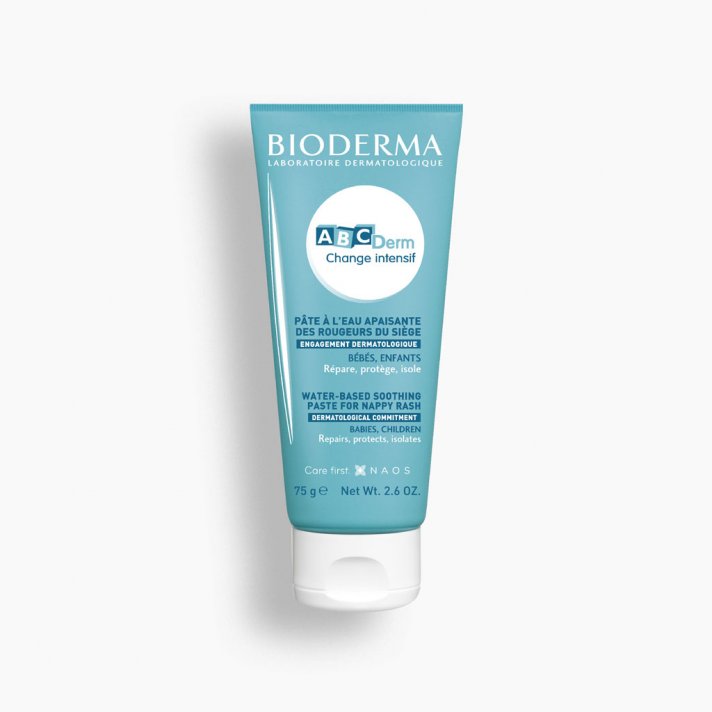 BIODERMA
LABORATOIRE DERMATOLOGIQUE
ABCDerm
Change intensif
PÂTE À L'EAU APAISANTE
DES ROUGEURS DU SIÈGE
ENGAGEMENT DERMATOLOGIQUE
BÉBÉS, ENFANTS
Répare, protège, isole
WATER-BASED SOOTHING
PASTE FOR NAPPY RASH
DERMATOLOGICAL COMMITMENT
BABIES, CHILDREN
Repairs, protects, isolates
Care first. NAOS
75 g ℮ Net Wt. 2.6 OZ.